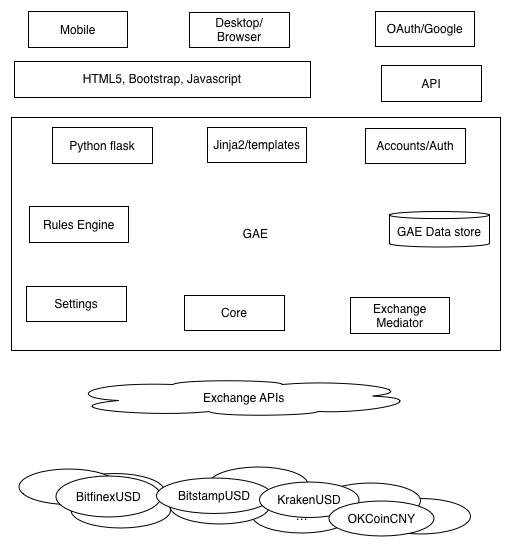 Mobile
Desktop/
Browser
OAuth/Google
HTML5, Bootstrap, Javascript
API
Python flask
Jinja2/templates
Accounts/Auth
Rules Engine
GAE
GAE Data store
Settings
Core
Exchange
Mediator
Exchange APIs
BitfinexUSD
BitstampUSD
KrakenUSD
...
OKCoinCNY